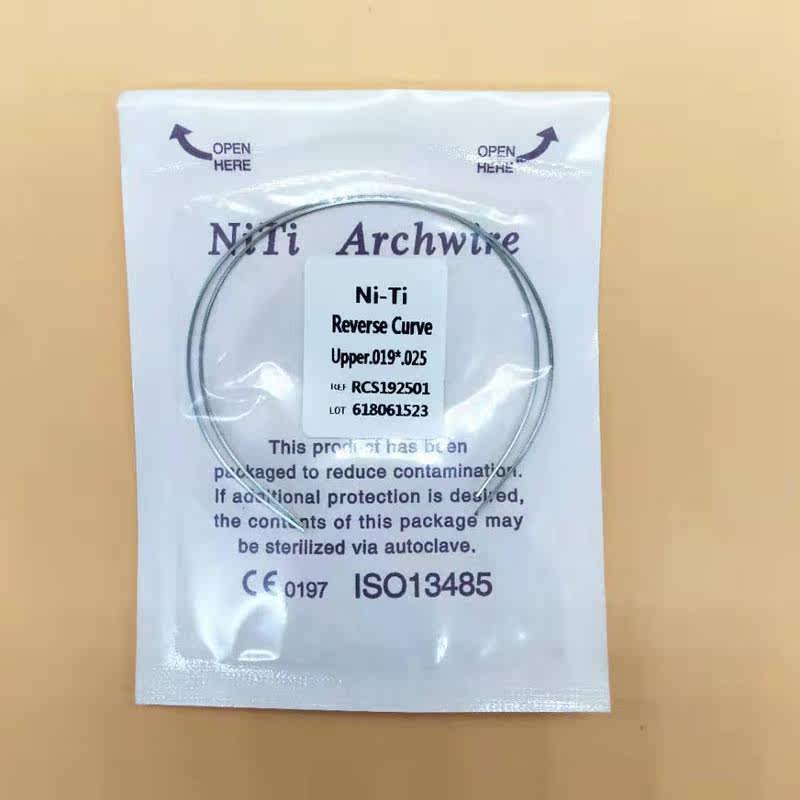 OPEN
HERE
OPEN
HERE
NiTi Archwire
Ni-Ti
Reverse Curve
Upper.019*.025
REF RCS192501
LOT 618061523
This product has been
packaged to reduce contamination.
If additional protection is desired,
the contents of this package may
be sterilized via autoclave.
CE 0197 ISO13485